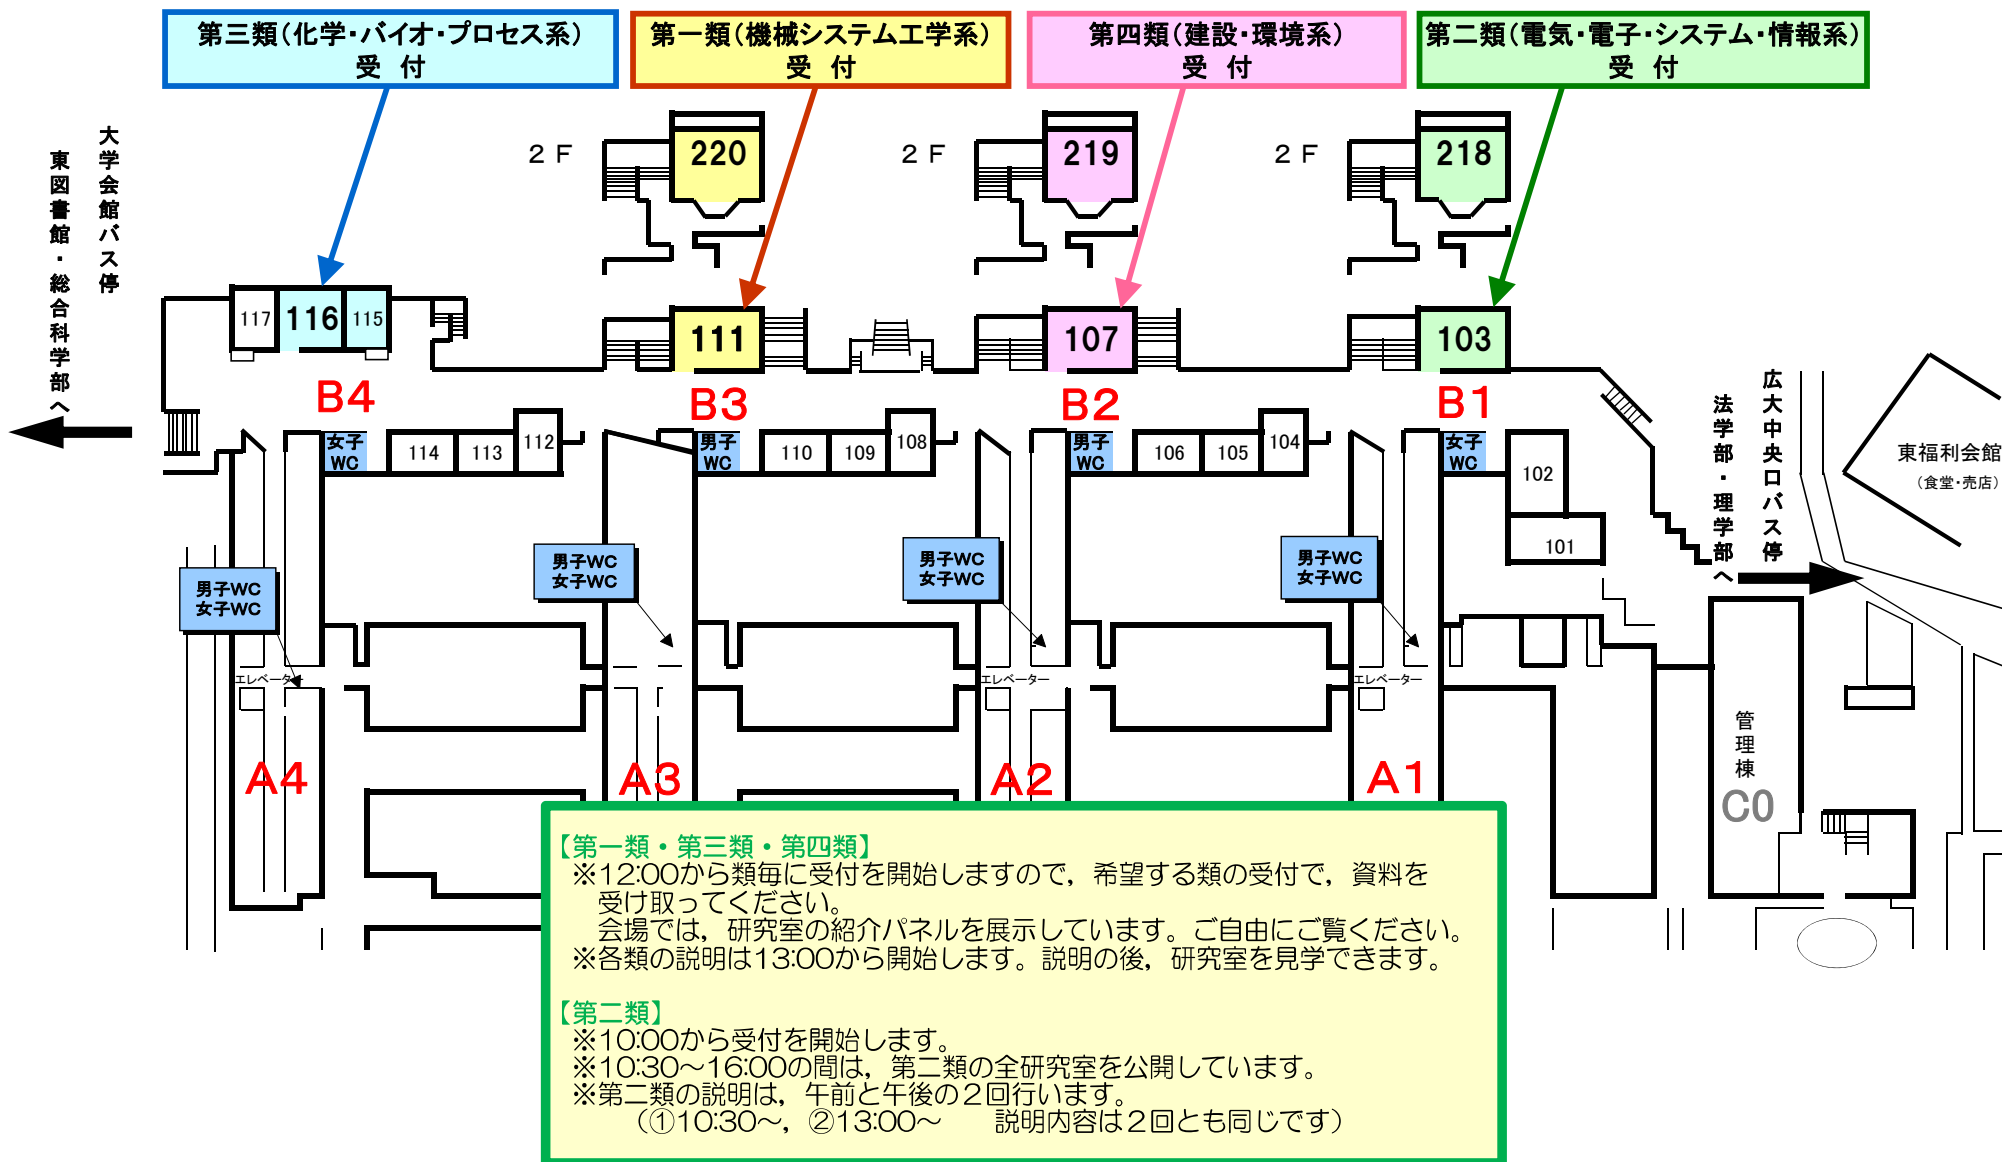 第三類(化学・バイオ・プロセス系)
受　付
第一類(機械システム工学系)
受　付
第四類(建設・環境系)
受　付
第二類(電気・電子・システム・情報系)
受　付
大学会館バス停
東図書館・総合科学部へ
２Ｆ
220
２Ｆ
219
２Ｆ
218
117
116
115
111
107
103
B4
B3
B2
B1
女子
WC
114
113
112
男子
WC
110
109
108
男子
WC
106
105
104
女子
WC
102
101
広大中央口バス停
法学部・理学部へ
東福利会館
(食堂・売店)
男子WC
女子WC
男子WC
女子WC
男子WC
女子WC
男子WC
女子WC
エレベーター
エレベーター
エレベーター
A4
A3
A2
A1
管理棟
C0
【第一類・第三類・第四類】
※12:00から類毎に受付を開始しますので，希望する類の受付で，資料を
受け取ってください。
会場では，研究室の紹介パネルを展示しています。ご自由にご覧ください。
※各類の説明は13:00から開始します。説明の後，研究室を見学できます。
【第二類】
※10:00から受付を開始します。
※10:30～16:00の間は，第二類の全研究室を公開しています。
※第二類の説明は，午前と午後の２回行います。
（①10:30～，②13:00～　　説明内容は２回とも同じです）